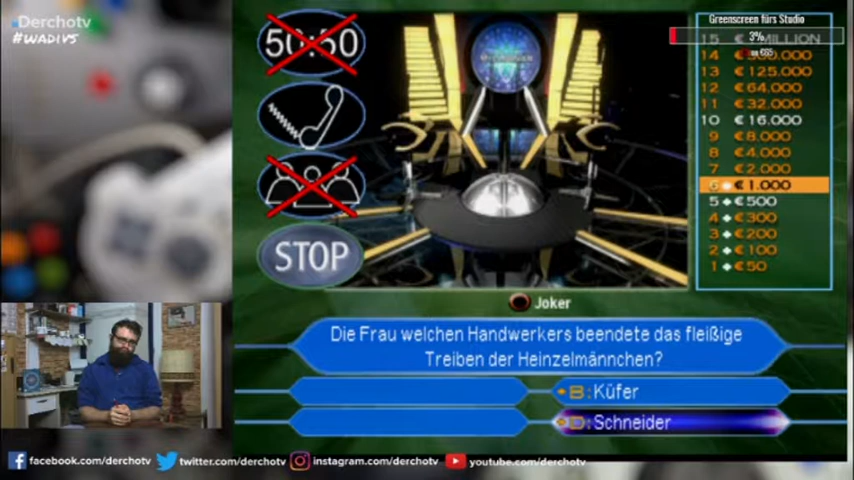 Derchotv
#WADIVS
50:50
STOP
Greenscreen fürs Studio
3%
15 € MILLION
14 € 500.000
13 € 125.000
12 € 64.000
11 € 32.000
10 € 16.000
9 € 8.000
8 € 4.000
7 € 2.000
6 € 1.000
5 € 500
4 € 300
3 € 200
2 € 100
1 € 50
Joker
Die Frau welchen Handwerkers beendete das fleißige
Treiben der Heinzelmännchen?
B: Küfer
D: Schneider
facebook.com/derchotv twitter.com/derchotv instagram.com/derchotv youtube.com/derchotv